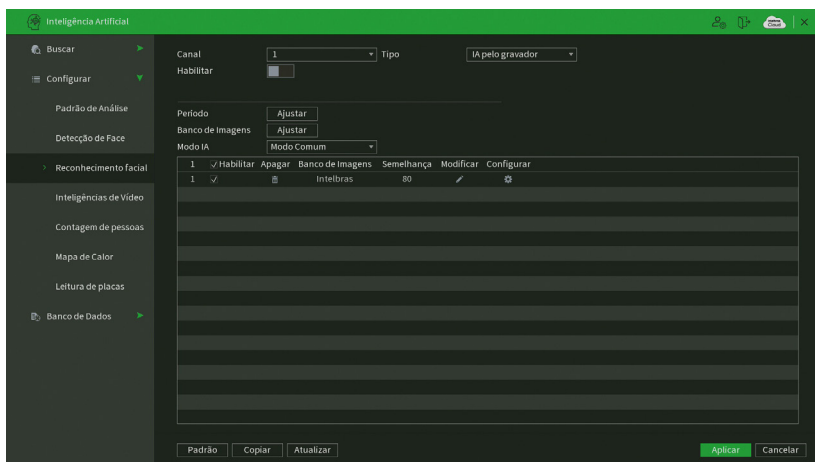 Inteligência Artificial
Cloud
Buscar
Configurar
Padrão de Análise
Detecção de Face
Reconhecimento facial
Inteligências de Vídeo
Contagem de pessoas
Mapa de Calor
Leitura de placas
Banco de Dados
Canal 1 Tipo IA pelo gravador
Habilitar
Período Ajustar
Banco de Imagens Ajustar
Modo IA Modo Comum
1 Habilitar Apagar Banco de Imagens Semelhança Modificar Configurar
1 Intelbras 80
Padrão Copiar Atualizar Aplicar Cancelar